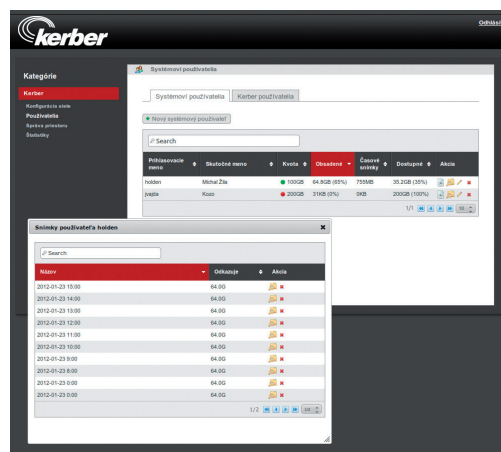 kerber
Odhlási
Kategórie
Kerber
Konfigurácia siete
Používatelia
Správa priestoru
Štatistiky
Systémoví používatelia
Systémoví používatelia Kerber používatelia
Nový systémový používateľ
Search
Prihlasovacie meno Skutočné meno Kvota Obsadené Časové snímky Dostupné Akcia
holden Michal Žila 100GB 64.8GB (65%) 755MB 35.2GB (35%)
jvajda Kozo 200GB 31KB (0%) 0KB 200GB (100%)
1/1 10
Snímky používateľa holden
Search
Názov Odkazuje Akcia
2012-01-23 15:00 64.0G
2012-01-23 14:00 64.0G
2012-01-23 13:00 64.0G
2012-01-23 12:00 64.0G
2012-01-23 11:00 64.0G
2012-01-23 10:00 64.0G
2012-01-23 9:00 64.0G
2012-01-23 8:00 64.0G
2012-01-23 0:00 64.0G
2012-01-23 0:00 64.0G
1/2 10